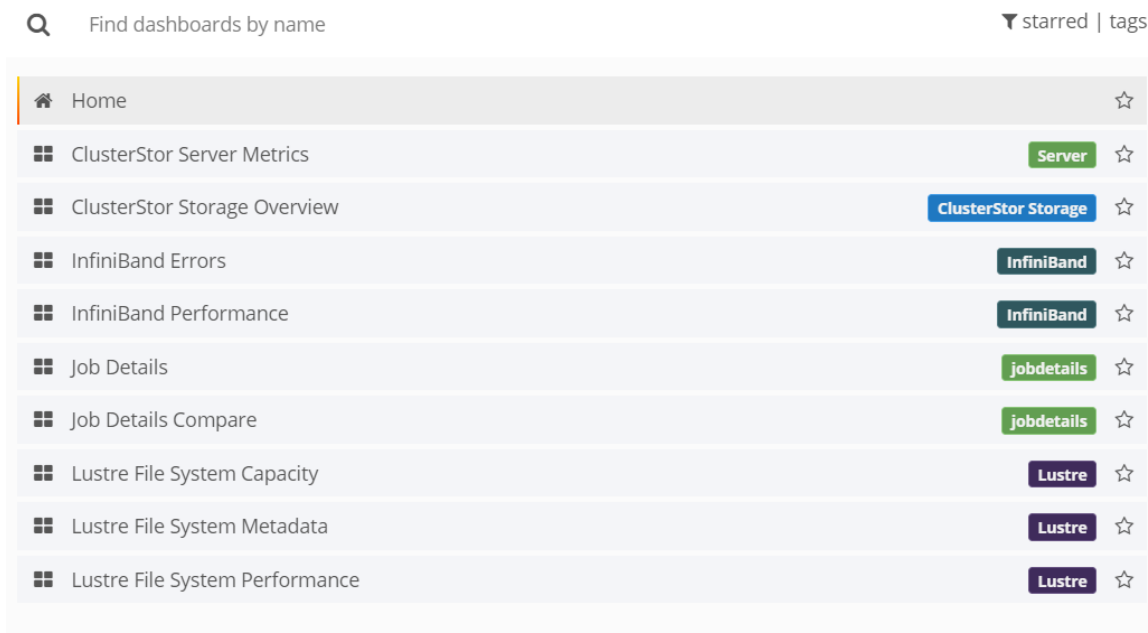 Find dashboards by name starred | tags
Home
ClusterStor Server Metrics Server
ClusterStor Storage Overview ClusterStor Storage
InfiniBand Errors InfiniBand
InfiniBand Performance InfiniBand
Job Details jobdetails
Job Details Compare jobdetails
Lustre File System Capacity Lustre
Lustre File System Metadata Lustre
Lustre File System Performance Lustre